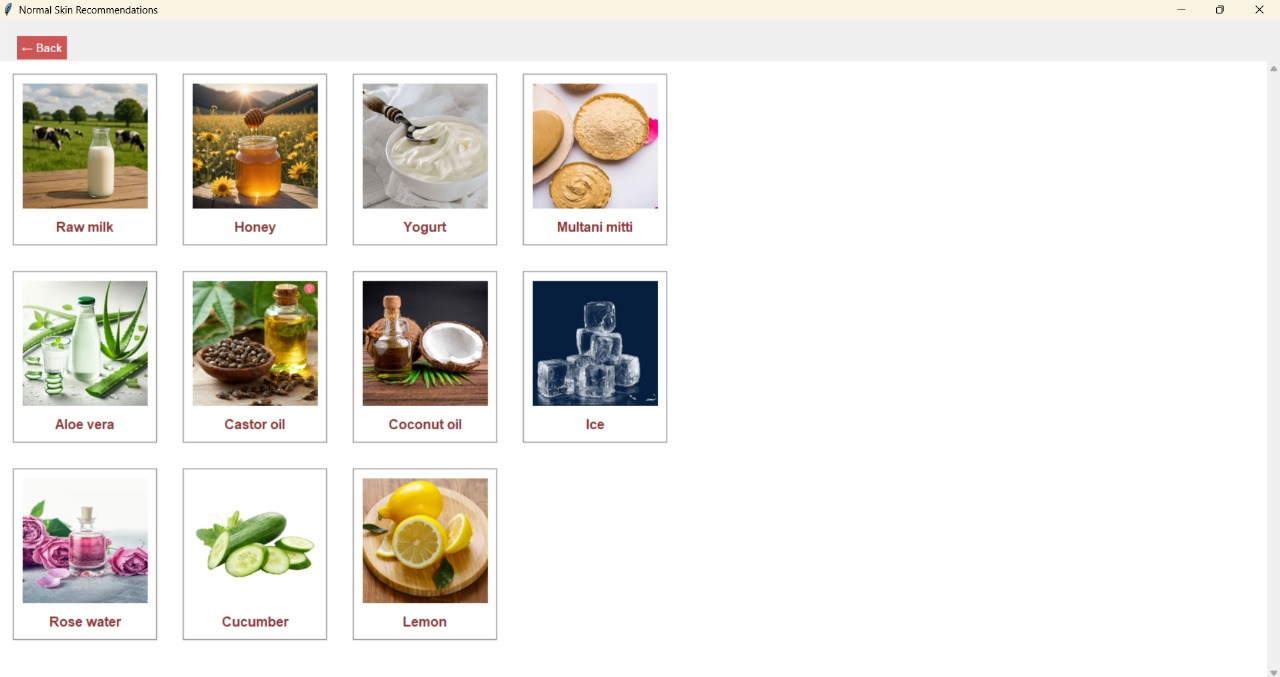 Normal Skin Recommendations
← Back
Raw milk
Honey
Yogurt
Multani mitti
Aloe vera
Castor oil
Coconut oil
Ice
Rose water
Cucumber
Lemon